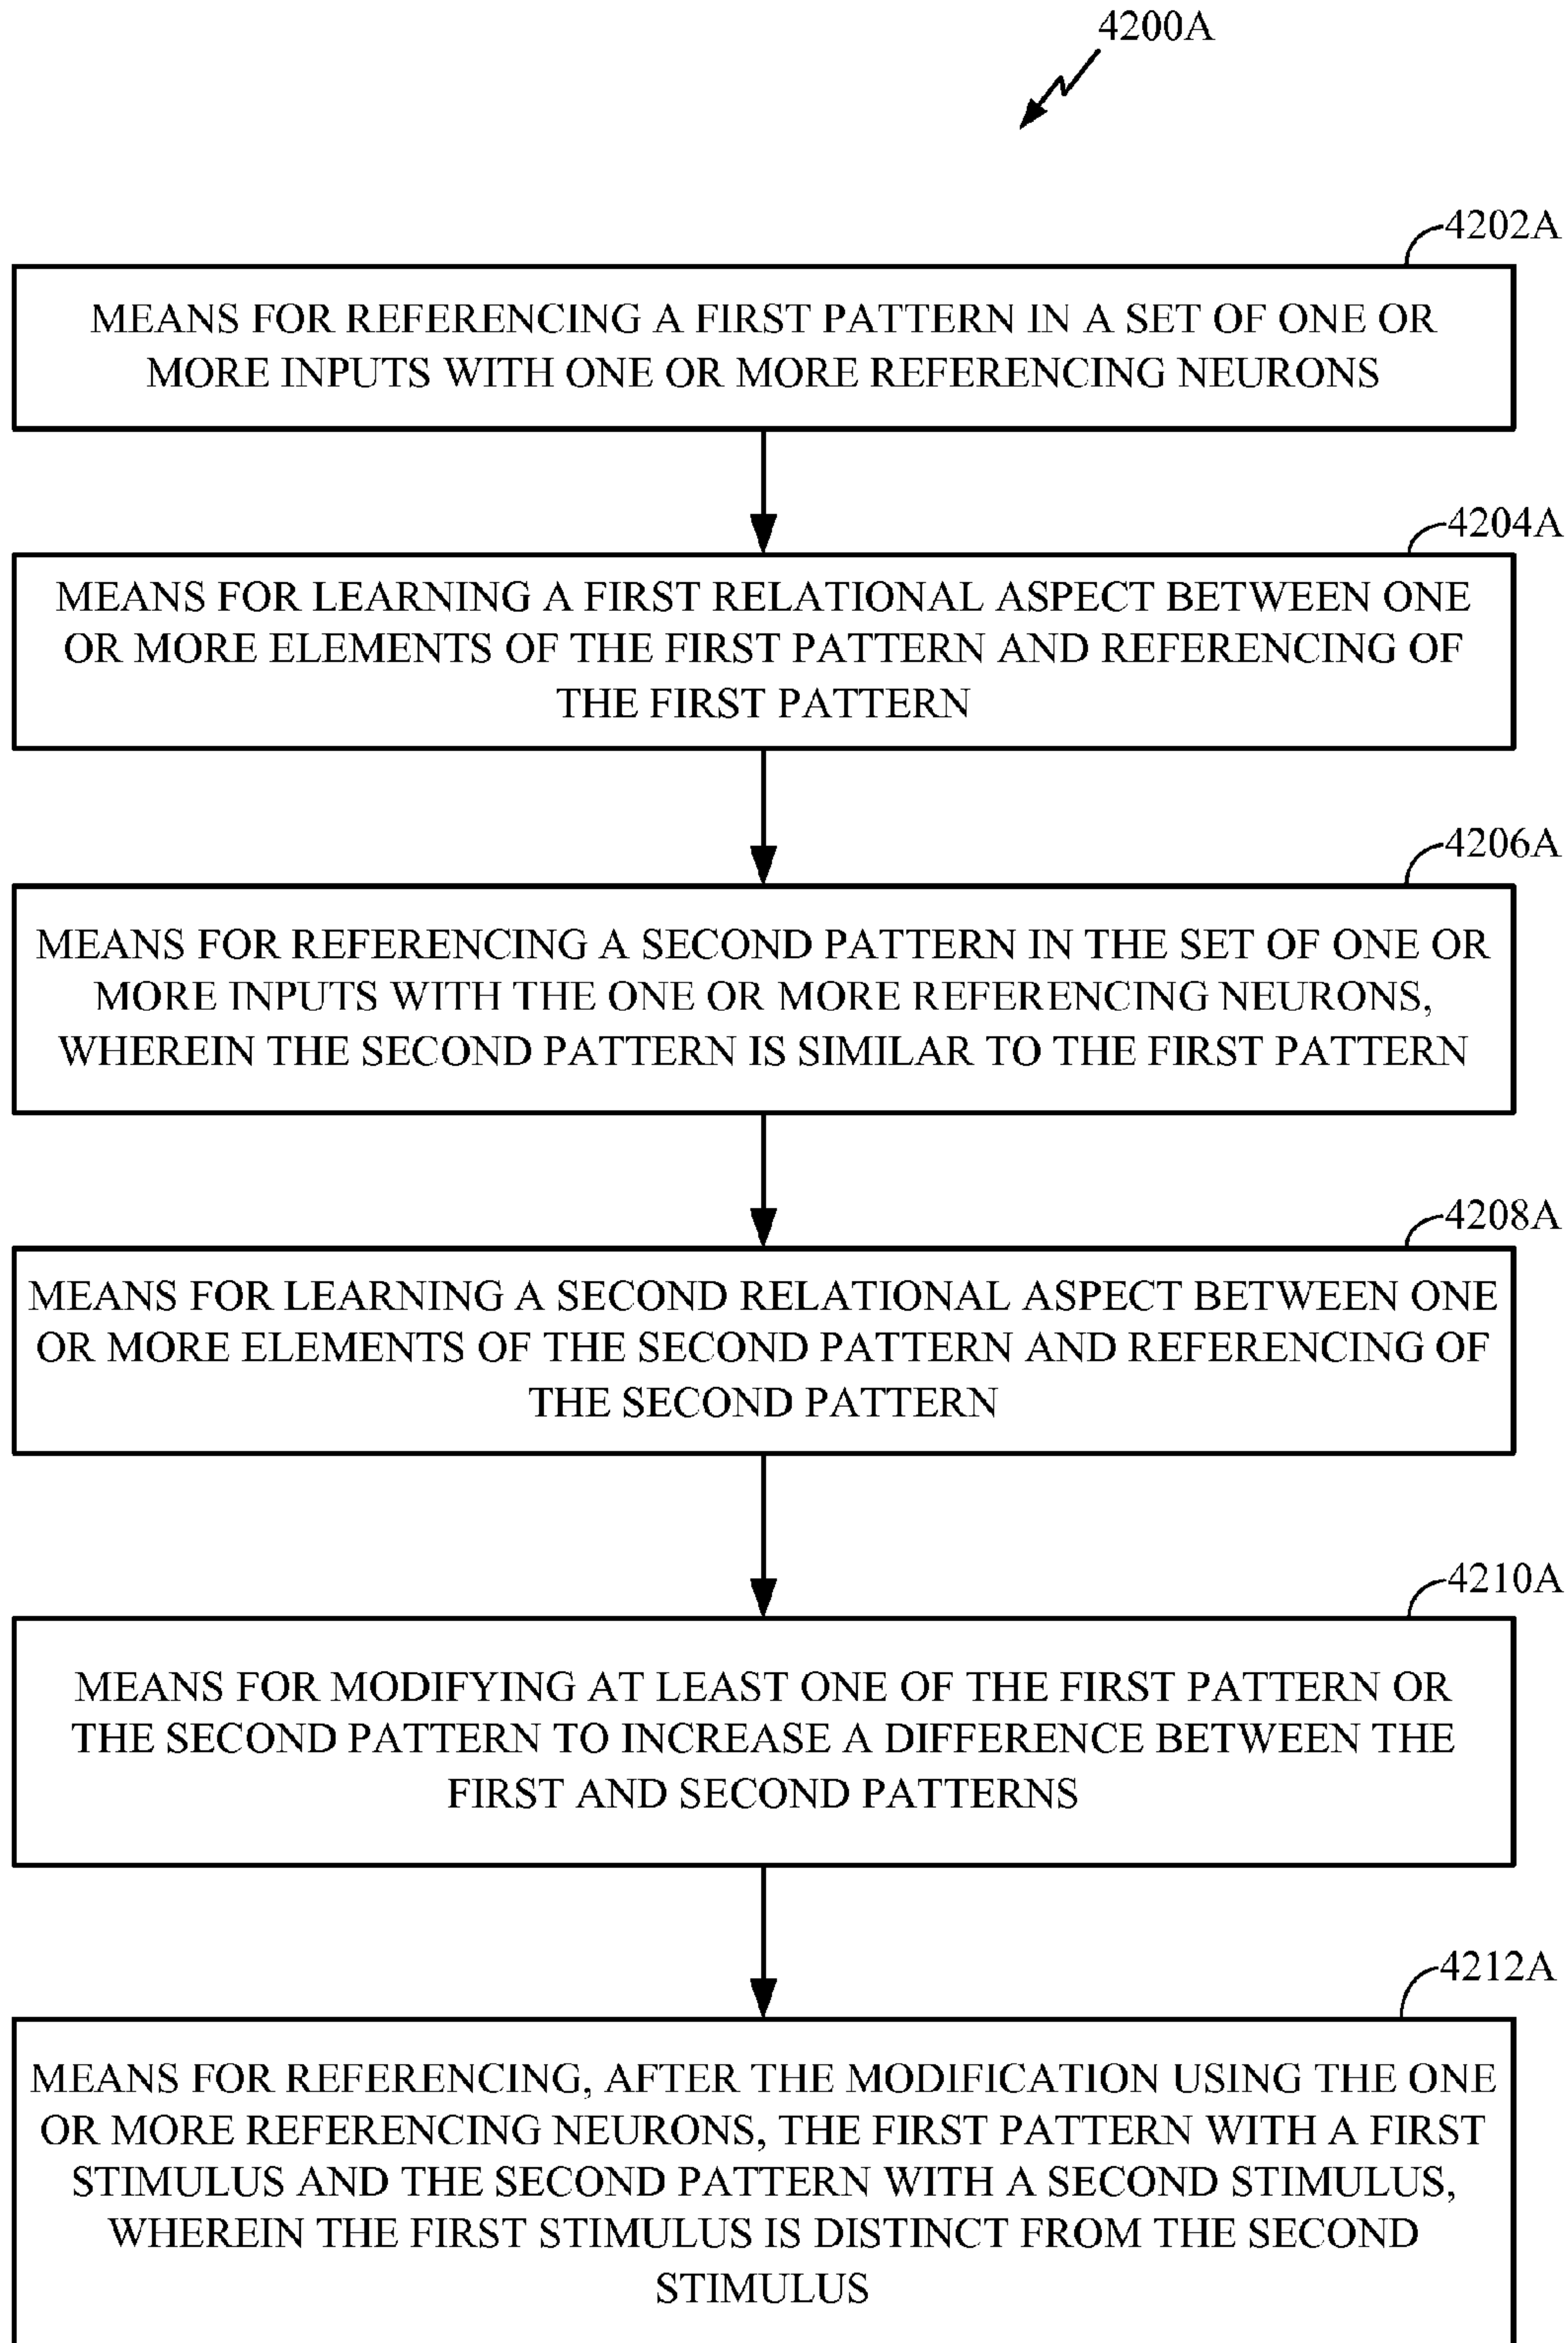 4200A
4202A
MEANS FOR REFERENCING A FIRST PATTERN IN A SET OF ONE OR
MORE INPUTS WITH ONE OR MORE REFERENCING NEURONS
4204A
MEANS FOR LEARNING A FIRST RELATIONAL ASPECT BETWEEN ONE
OR MORE ELEMENTS OF THE FIRST PATTERN AND REFERENCING OF
THE FIRST PATTERN
4206A
MEANS FOR REFERENCING A SECOND PATTERN IN THE SET OF ONE OR
MORE INPUTS WITH THE ONE OR MORE REFERENCING NEURONS,
WHEREIN THE SECOND PATTERN IS SIMILAR TO THE FIRST PATTERN
4208A
MEANS FOR LEARNING A SECOND RELATIONAL ASPECT BETWEEN ONE
OR MORE ELEMENTS OF THE SECOND PATTERN AND REFERENCING OF
THE SECOND PATTERN
4210A
MEANS FOR MODIFYING AT LEAST ONE OF THE FIRST PATTERN OR
THE SECOND PATTERN TO INCREASE A DIFFERENCE BETWEEN THE
FIRST AND SECOND PATTERNS
4212A
MEANS FOR REFERENCING, AFTER THE MODIFICATION USING THE ONE
OR MORE REFERENCING NEURONS, THE FIRST PATTERN WITH A FIRST
STIMULUS AND THE SECOND PATTERN WITH A SECOND STIMULUS,
WHEREIN THE FIRST STIMULUS IS DISTINCT FROM THE SECOND
STIMULUS